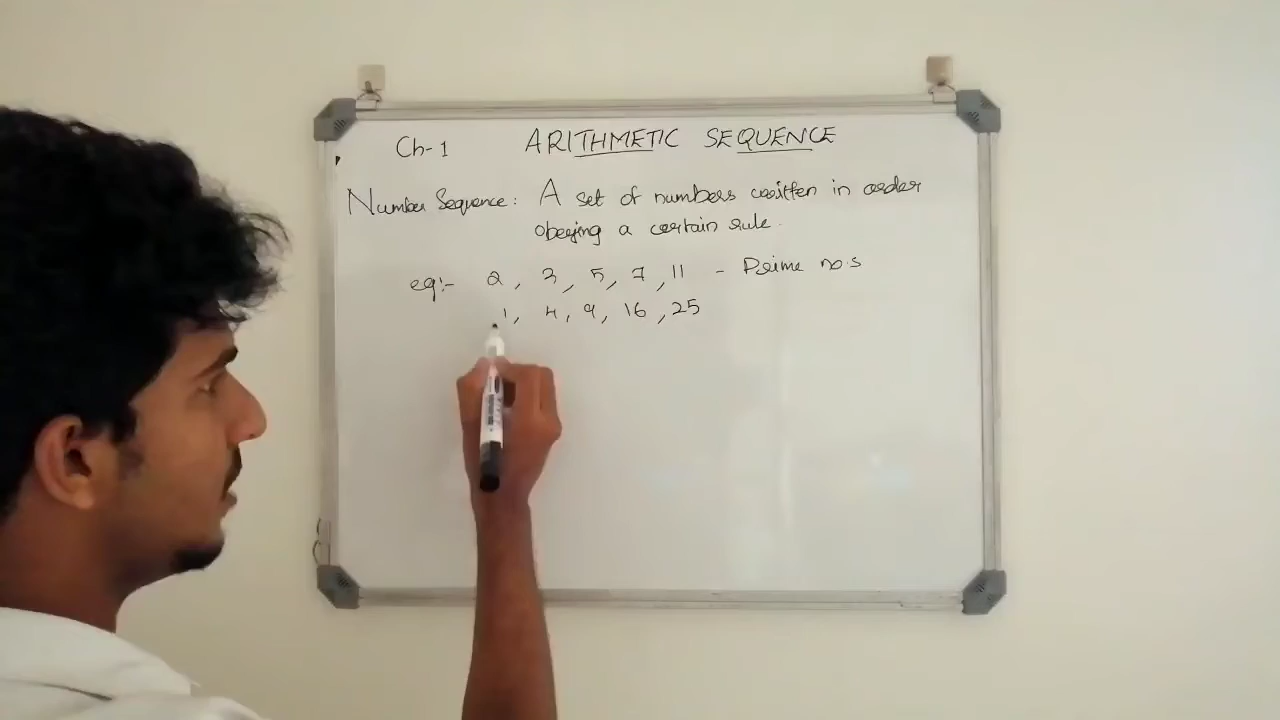 Ch-1 ARITHMETIC SEQUENCE
Number Sequence: A set of numbers written in order
obeying a certain rule.
eg:- 2, 3, 5, 7, 11 - Prime no.s
1, 4, 9, 16, 25